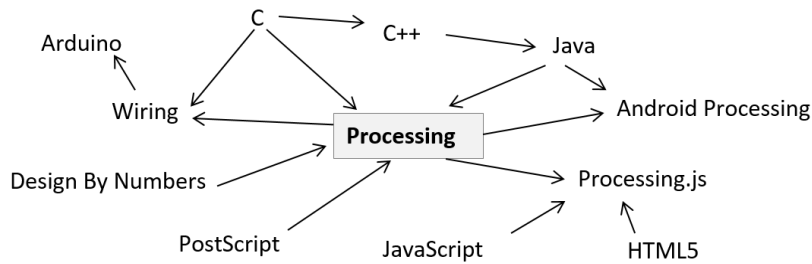 C
C++
Arduino
Java
Wiring
Android Processing
Processing
Design By Numbers
Processing.js
PostScript
JavaScript
HTML5